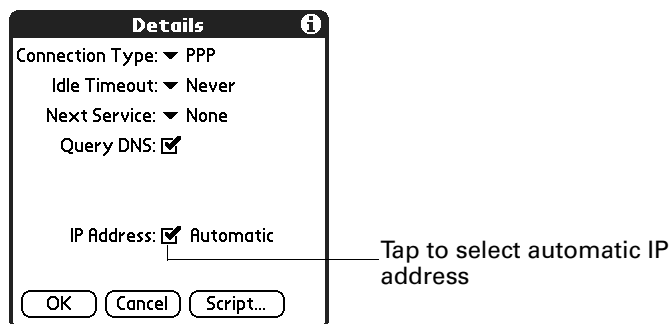 Details i
Connection Type: PPP
Idle Timeout: Never
Next Service: None
Query DNS:
IP Address: Automatic
Tap to select automatic IP
address
OK Cancel Script...